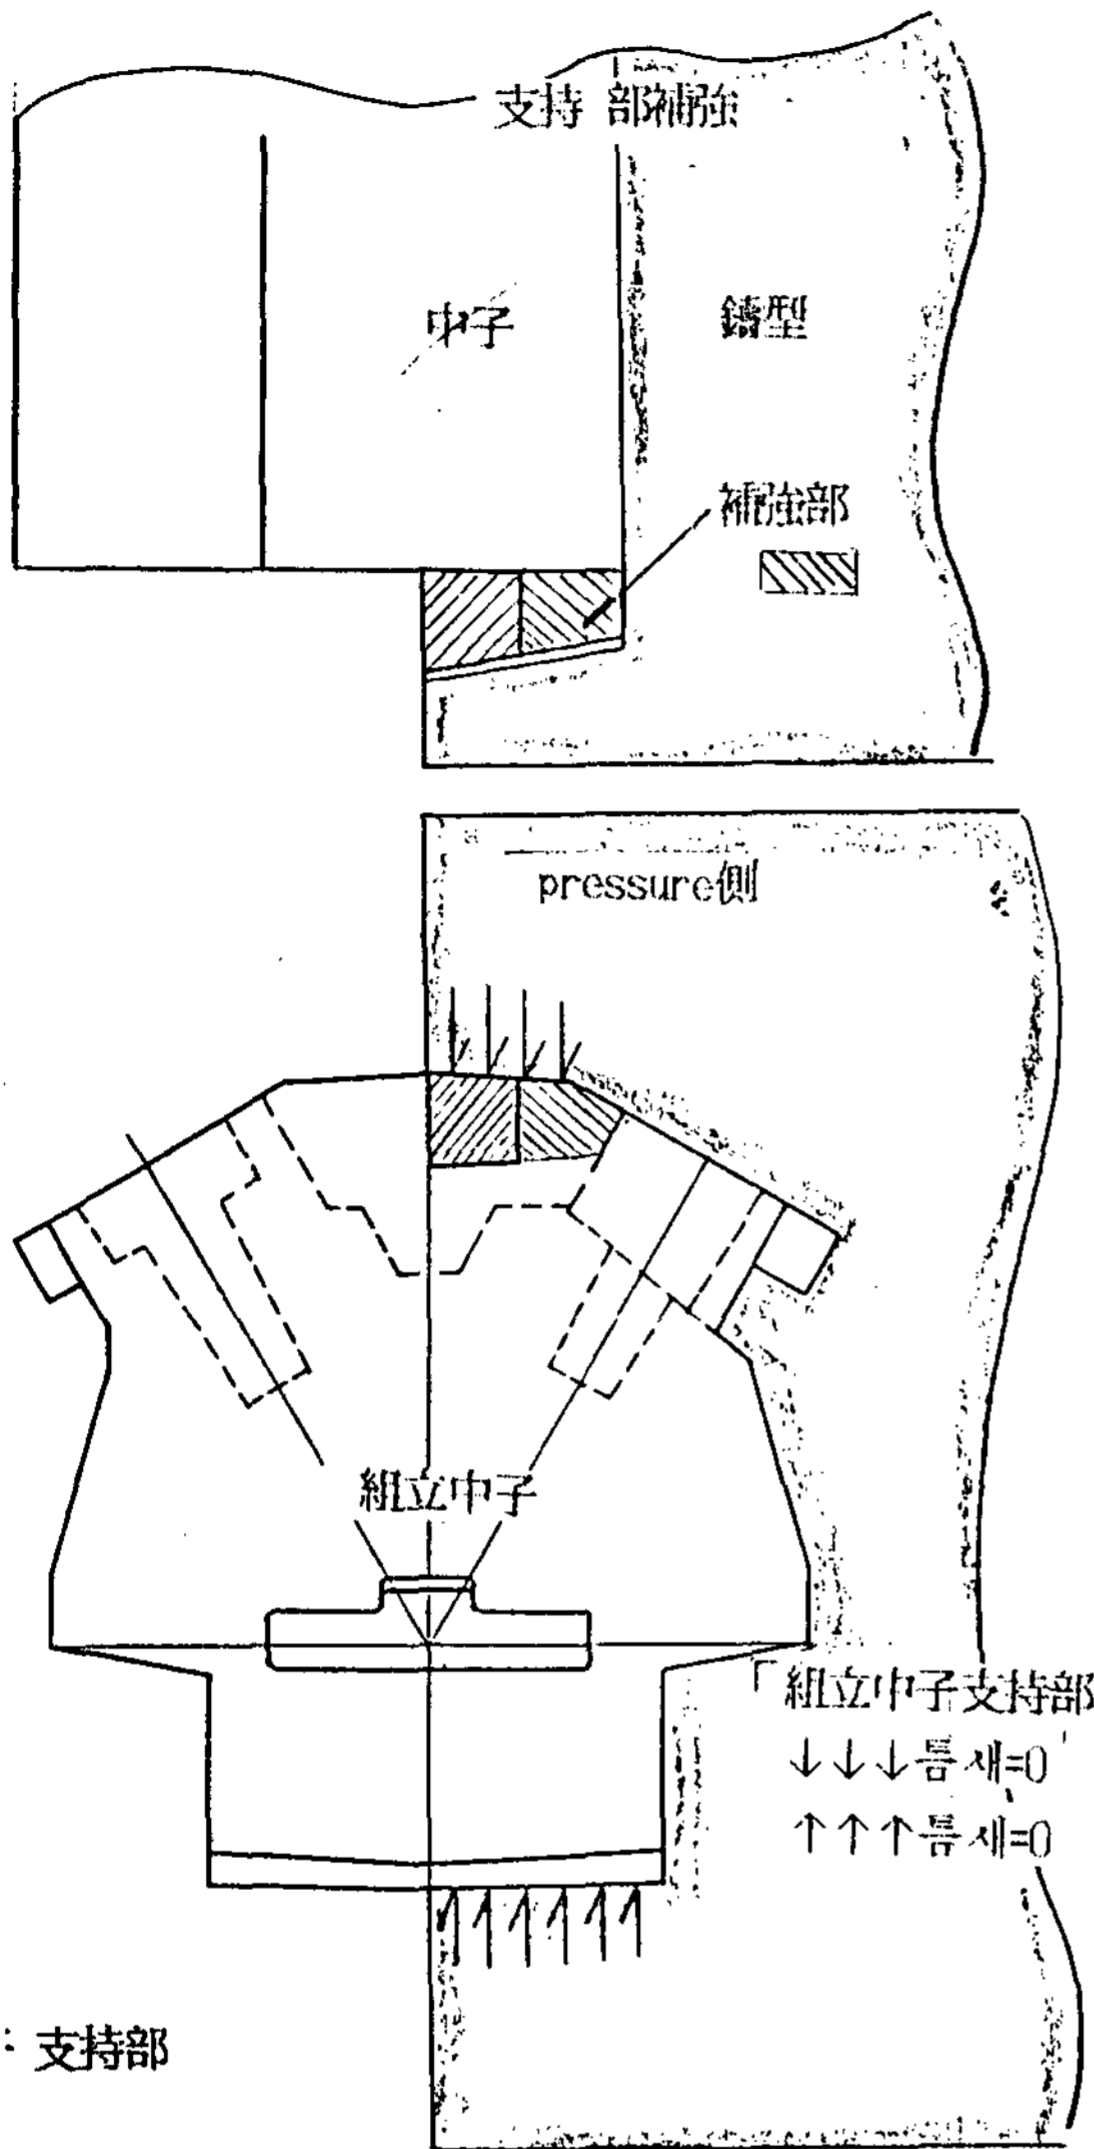 支持 部補強
中子
鑄型
補強部
pressure側
組立中子
「組立中子支持部」
↓↓↓틈새=0
↑↑↑틈새=0
支持部